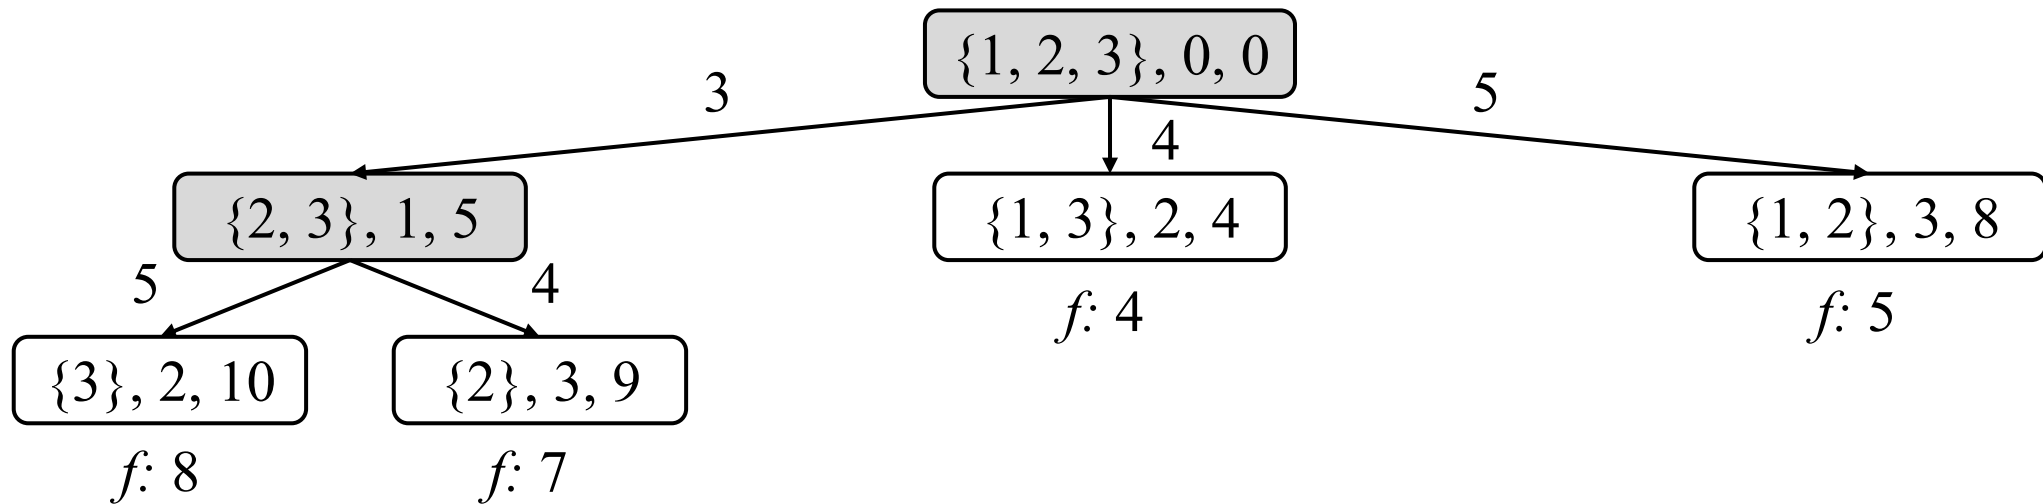 {1, 2, 3}, 0, 0
3
4
5
{2, 3}, 1, 5
{1, 3}, 2, 4
{1, 2}, 3, 8
5
4
f: 4
f: 5
{3}, 2, 10
{2}, 3, 9
f: 8
f: 7